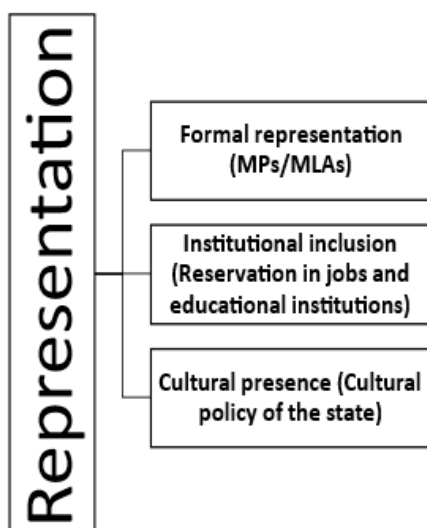 Representation
Formal representation
(MPs/MLAs)
Institutional inclusion
(Reservation in jobs and
educational institutions)
Cultural presence (Cultural
policy of the state)